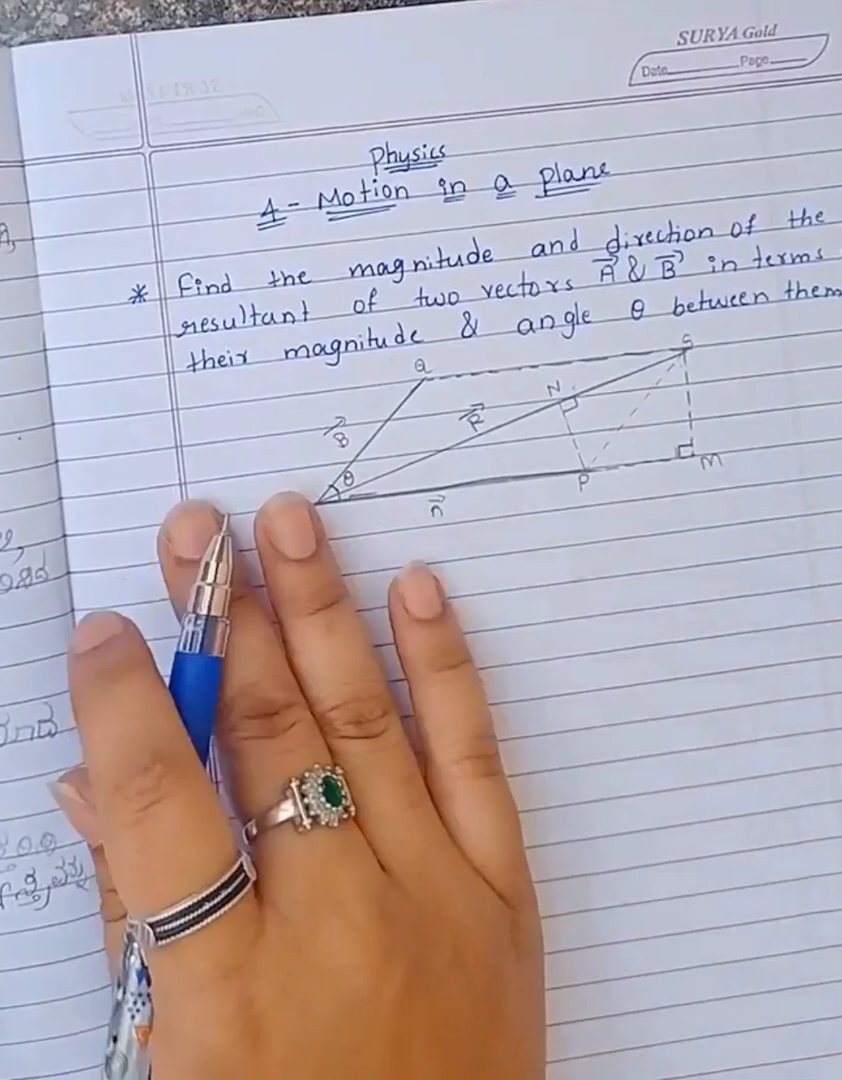 SURYA Gold
Date Page
Physics
4 - Motion in a plane
* Find the magnitude and direction of the
resultant of two vectors A⃗ & B⃗ in terms
their magnitude & angle θ between them
Q S
N
B⃗ R⃗
θ
P M
n⃗